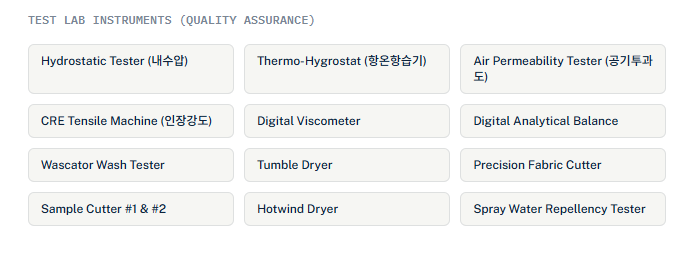 TEST LAB INSTRUMENTS (QUALITY ASSURANCE)
Hydrostatic Tester (내수압)
Thermo-Hygrostat (항온항습기)
Air Permeability Tester (공기투과
도)
CRE Tensile Machine (인장강도)
Digital Viscometer
Digital Analytical Balance
Wascator Wash Tester
Tumble Dryer
Precision Fabric Cutter
Sample Cutter #1 & #2
Hotwind Dryer
Spray Water Repellency Tester